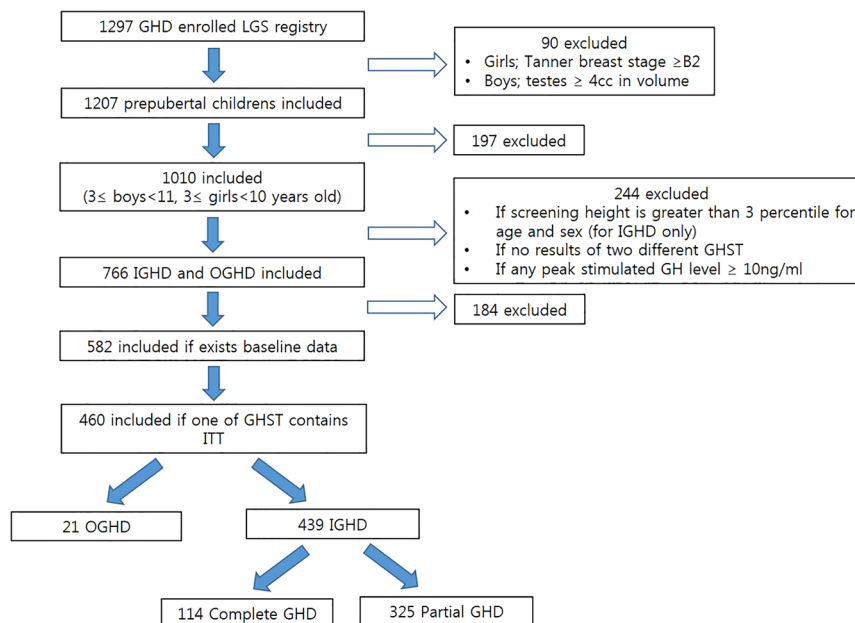 1297 GHD enrolled LGS registry
90 excluded
• Girls; Tanner breast stage ≥B2
• Boys; testes ≥ 4cc in volume
1207 prepubertal childrens included
197 excluded
1010 included
(3≤ boys<11, 3≤ girls<10 years old)
244 excluded
• If screening height is greater than 3 percentile for
age and sex (for IGHD only)
• If no results of two different GHST
• If any peak stimulated GH level ≥ 10ng/ml
766 IGHD and OGHD included
184 excluded
582 included if exists baseline data
460 included if one of GHST contains
ITT
21 OGHD
439 IGHD
114 Complete GHD
325 Partial GHD